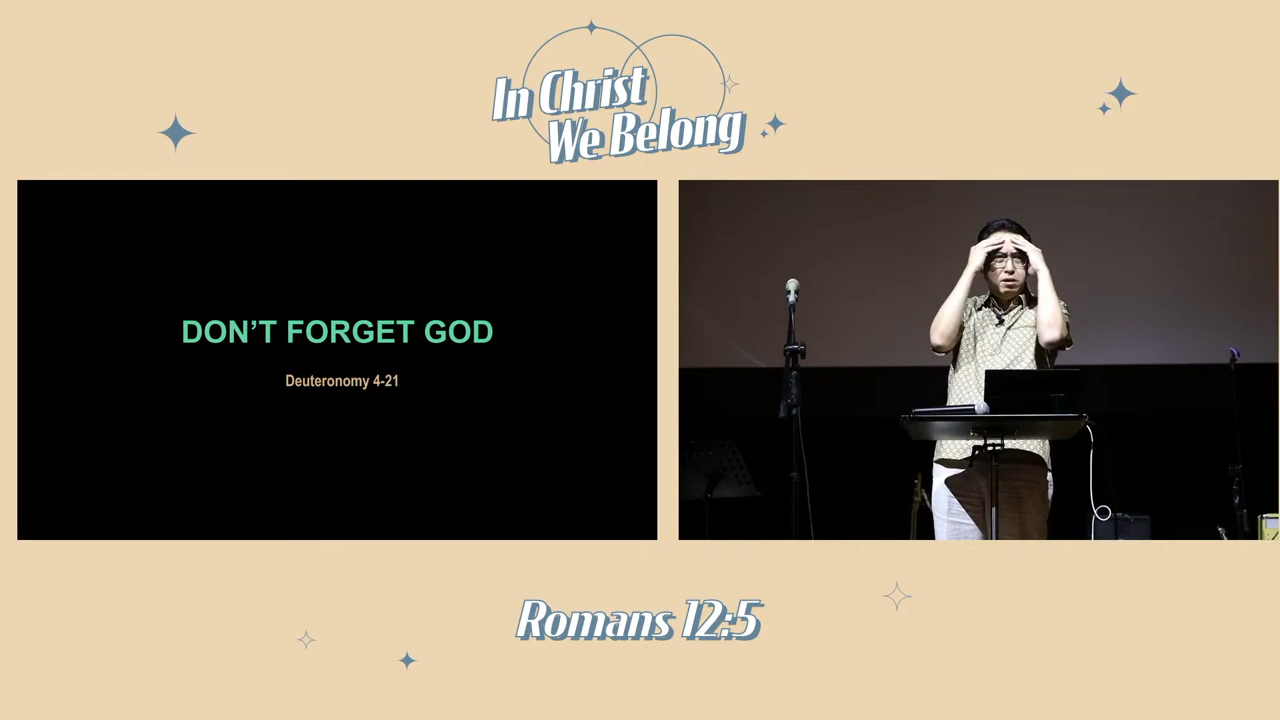 In Christ
We Belong
DON'T FORGET GOD
Deuteronomy 4-21
Romans 12:5